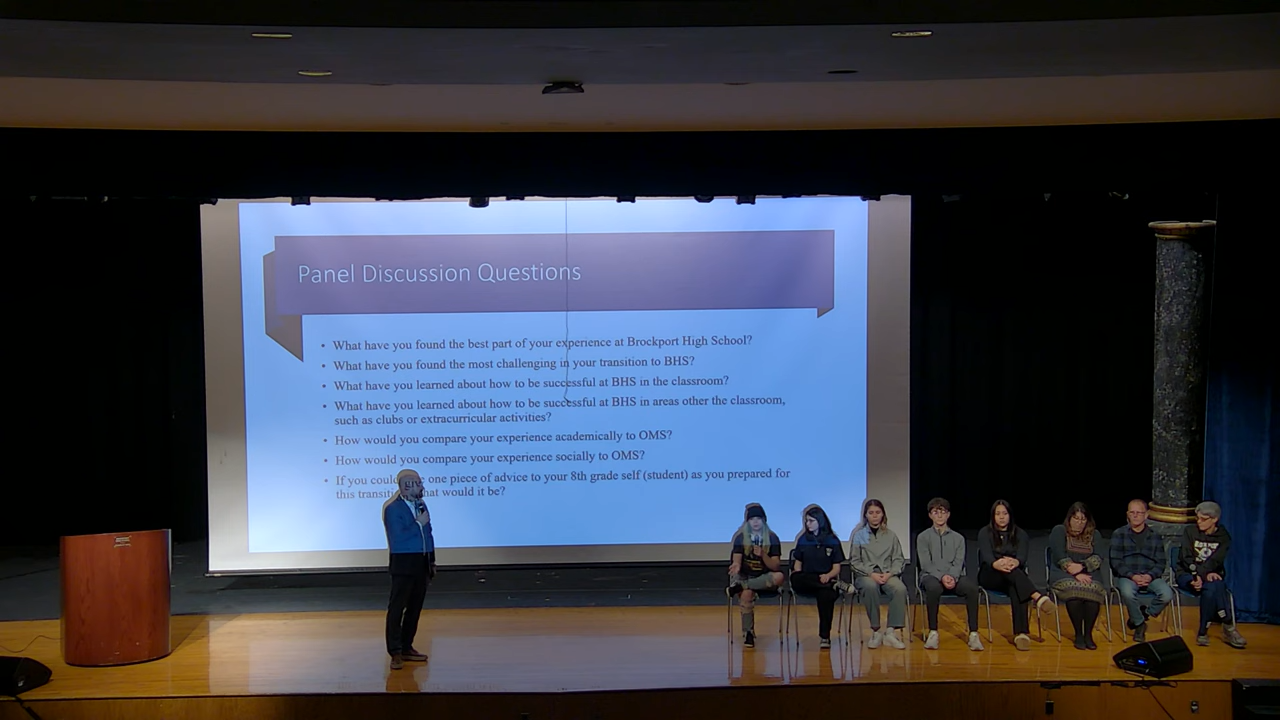 Panel Discussion Questions
• What have you found the best part of your experience at Brockport High School?
• What have you found the most challenging in your transition to BHS?
• What have you learned about how to be successful at BHS in the classroom?
• What have you learned about how to be successful at BHS in areas other the classroom,
such as clubs or extracurricular activities?
• How would you compare your experience academically to OMS?
• How would you compare your experience socially to OMS?
• If you could give one piece of advice to your 8th grade self (student) as you prepared for
this transition what would it be?